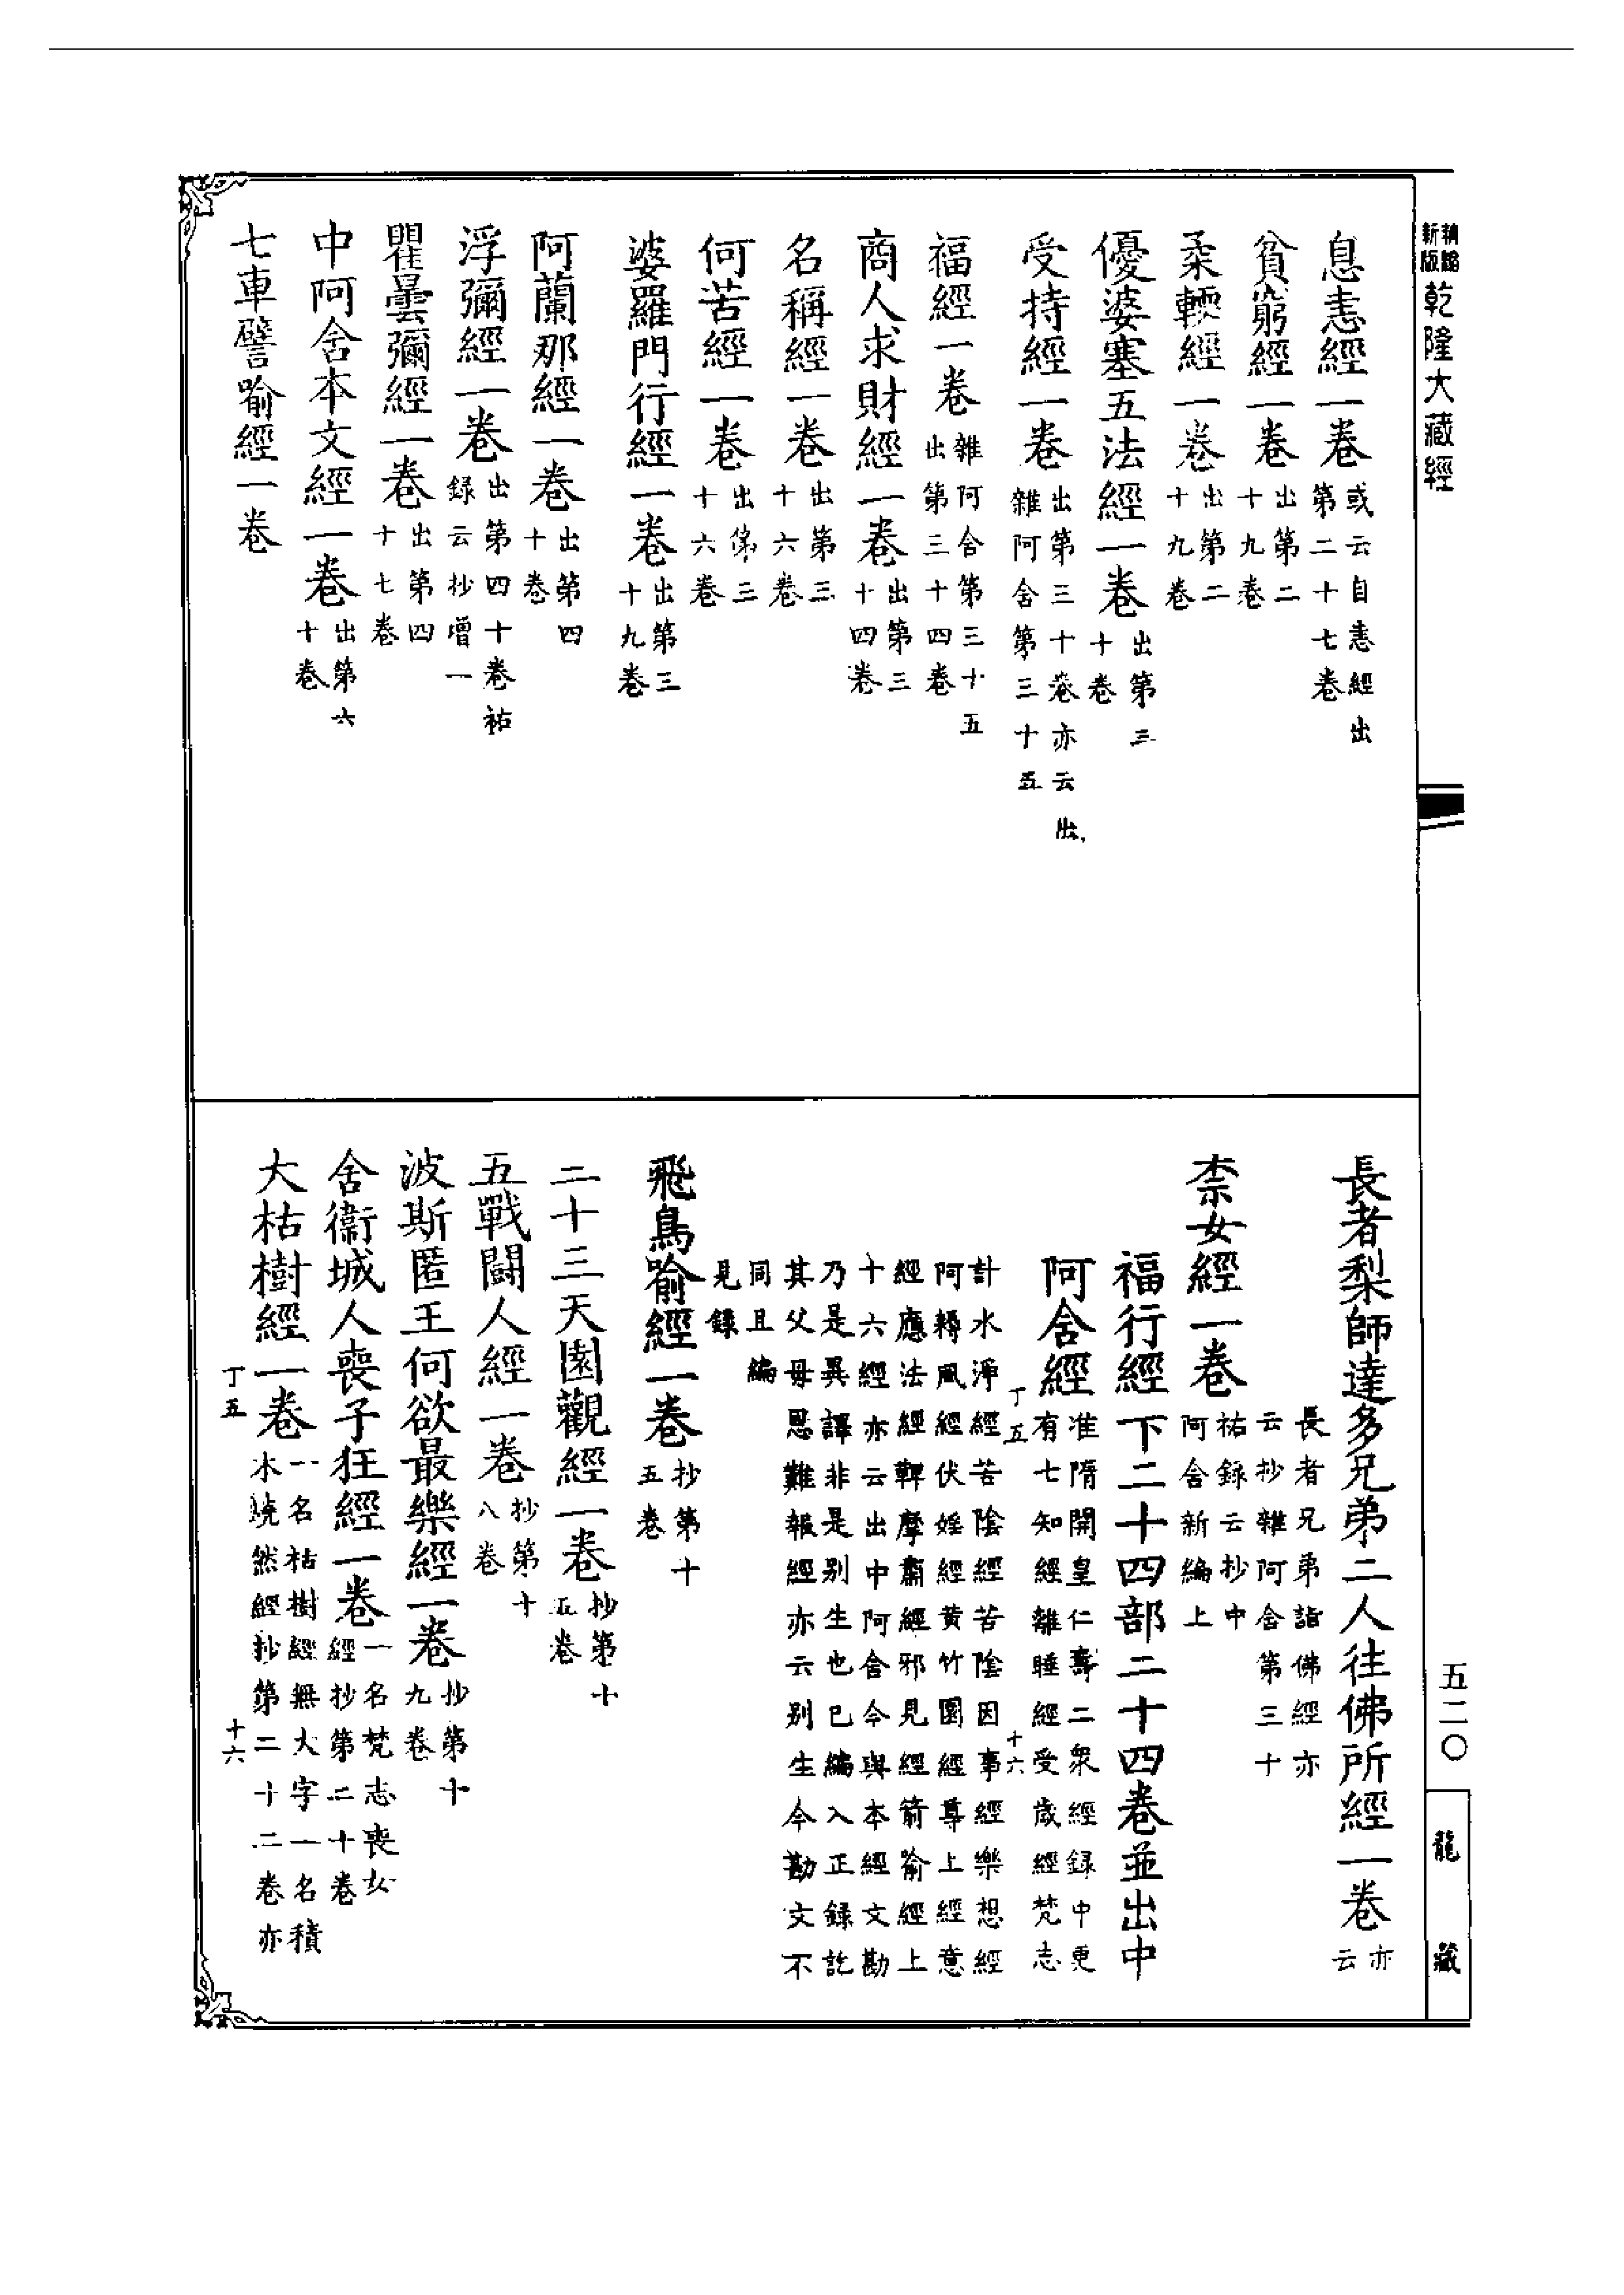 新版
乾隆大藏經
息恚經一卷或云自恚經出第二十七卷
貧窮經一卷出第二十九卷
柔輭經一卷出第二十九卷
優婆塞五法經一卷出第三十卷
受持經一卷出第三十卷亦云出雜阿含第三十五
福經一卷雜阿含第三十五出第三十四卷
商人求財經一卷出第三十四卷
名稱經一卷出第三十六卷
何苦經一卷出第三十六卷
婆羅門行經一卷出第三十九卷
阿蘭那經一卷出第四十卷
浮彌經一卷出第四十卷祐録云抄增一
瞿曇彌經一卷出第四十七卷
中阿含本文經一卷出第六十卷
七車譬喻經一卷
五二〇
龍藏
長者梨師達多兄弟二人往佛所經一卷亦云
長者兄弟詣佛經亦云抄雜阿含第三十
柰女經一卷祐録云抄中阿含新編上
福行經下二十四部二十四卷並出中
阿含經准隋開皇仁壽二衆經録中更有七知經離睡經受歲經梵志
丁五
十六
計水淨經苦陰經苦陰因事經樂想經
阿耨風經伏婬經黄竹園經尊上經意
經應法經鞞摩肅經邪見經箭喻經上
十六經亦云出中阿含今與本經文勘
乃是異譯非是別生也已編入正録訖
其父母恩難報經亦云別生今勘文不
同且編
見録
飛鳥喻經一卷抄第十五卷
二十三天園觀經一卷抄第十五卷
五戰鬪人經一卷抄第十八卷
波斯匿王何欲最樂經一卷抄第十九卷
舍衞城人喪子狂經一卷一名梵志喪女經抄第二十卷
大枯樹經一卷一名枯樹經無大字一名積木燒然經抄第二十二卷亦
丁五
十六